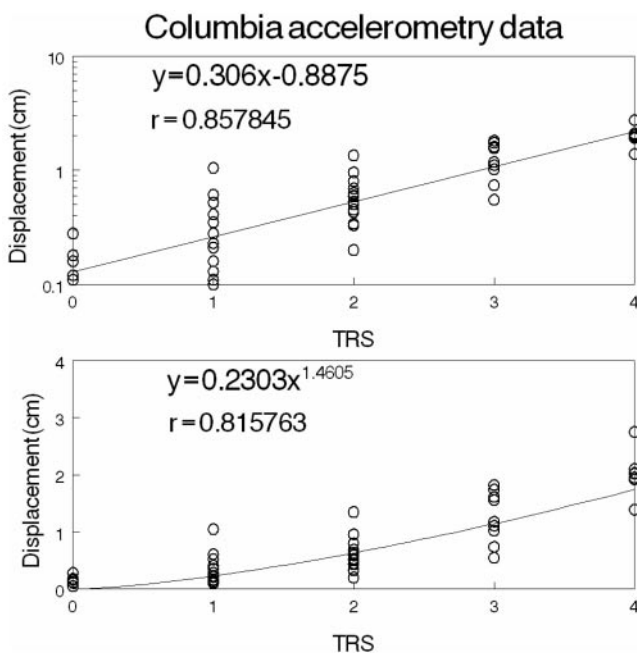 Columbia accelerometry data
10
y=0.306x-0.8875
r=0.857845
Displacement(cm)
1
0.1
0 1 2 3 4
TRS
4
y=0.2303x^1.4605
r=0.815763
3
Displacement(cm)
2
1
0
0 1 2 3 4
TRS